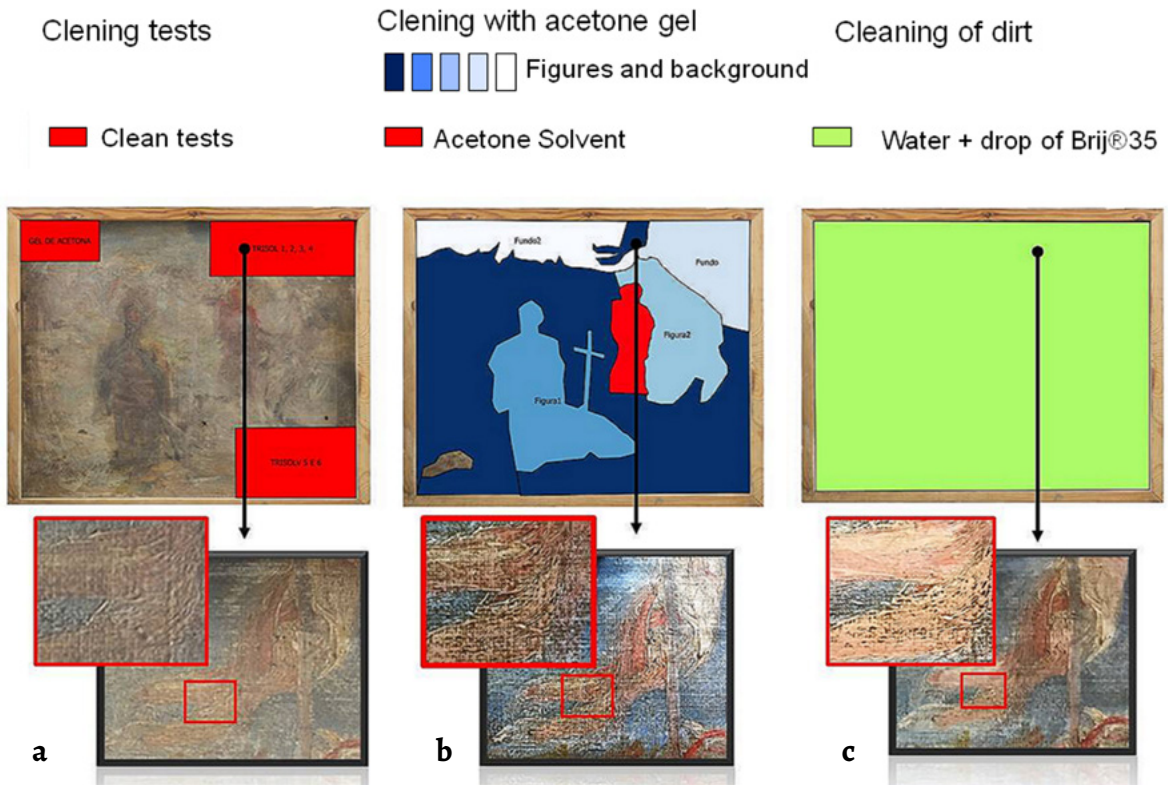 Clening tests
Clening with acetone gel
Cleaning of dirt
Figures and background
Clean tests
Acetone Solvent
Water + drop of Brij®35
GEL DE ACETONA
TRISOL 1, 2, 3, 4
TRISOLV 5 E 6
Fundo2
Fundo
Figura2
Figura1
a
b
c